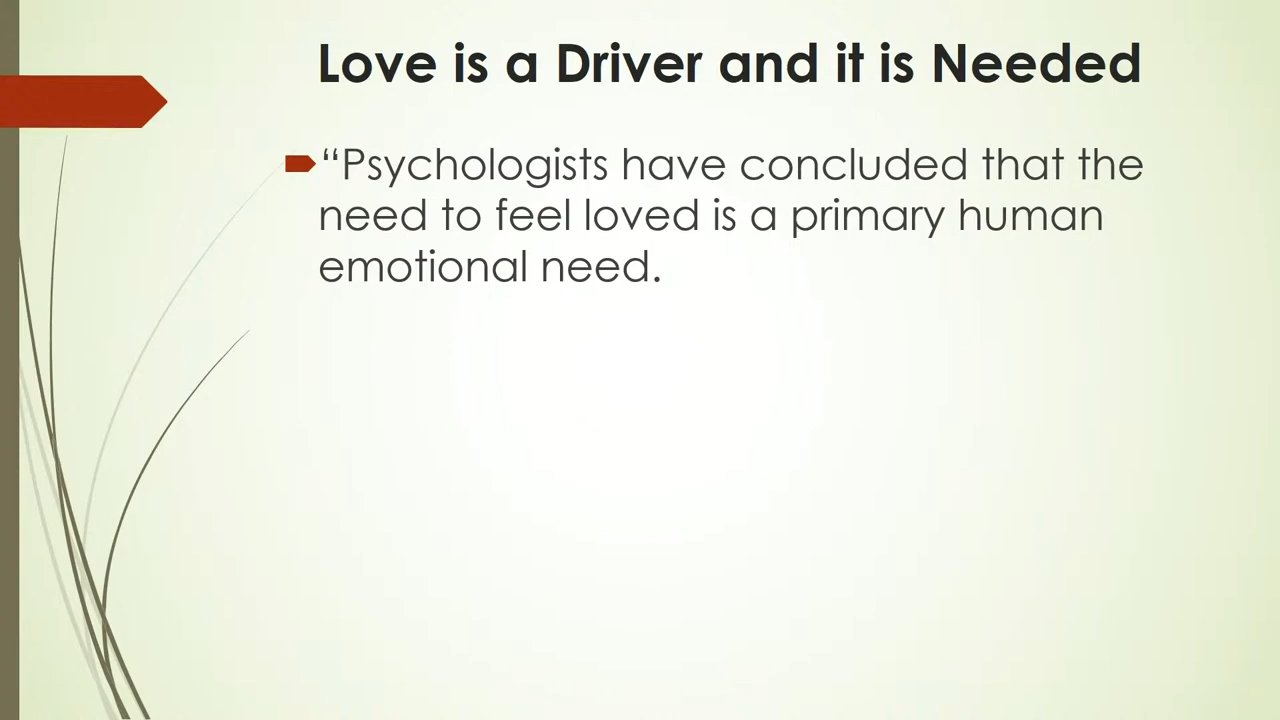 Love is a Driver and it is Needed
“Psychologists have concluded that the
need to feel loved is a primary human
emotional need.